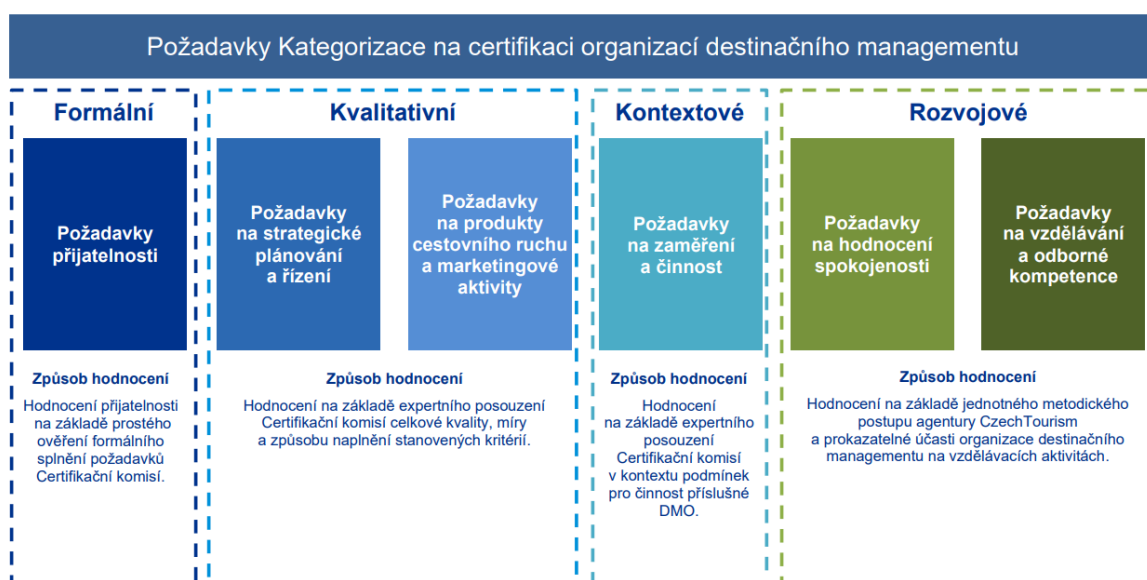 Požadavky Kategorizace na certifikaci organizací destinačního managementu
Formální
Požadavky
přijatelnosti
Způsob hodnocení
Hodnocení přijatelnosti
na základě prostého
ověření formálního
splnění požadavků
Certifikační komisí.
Kvalitativní
Požadavky
na strategické
plánování
a řízení
Požadavky
na produkty
cestovního ruchu
a marketingové
aktivity
Způsob hodnocení
Hodnocení na základě expertního posouzení
Certifikační komisí celkové kvality, míry
a způsobu naplnění stanovených kritérií.
Kontextové
Požadavky
na zaměření
a činnost
Způsob hodnocení
Hodnocení
na základě expertního
posouzení
Certifikační komisí
v kontextu podmínek
pro činnost příslušné
DMO.
Rozvojové
Požadavky
na hodnocení
spokojenosti
Požadavky
na vzdělávání
a odborné
kompetence
Způsob hodnocení
Hodnocení na základě jednotného metodického
postupu agentury CzechTourism
a prokazatelné účasti organizace destinačního
managementu na vzdělávacích aktivitách.